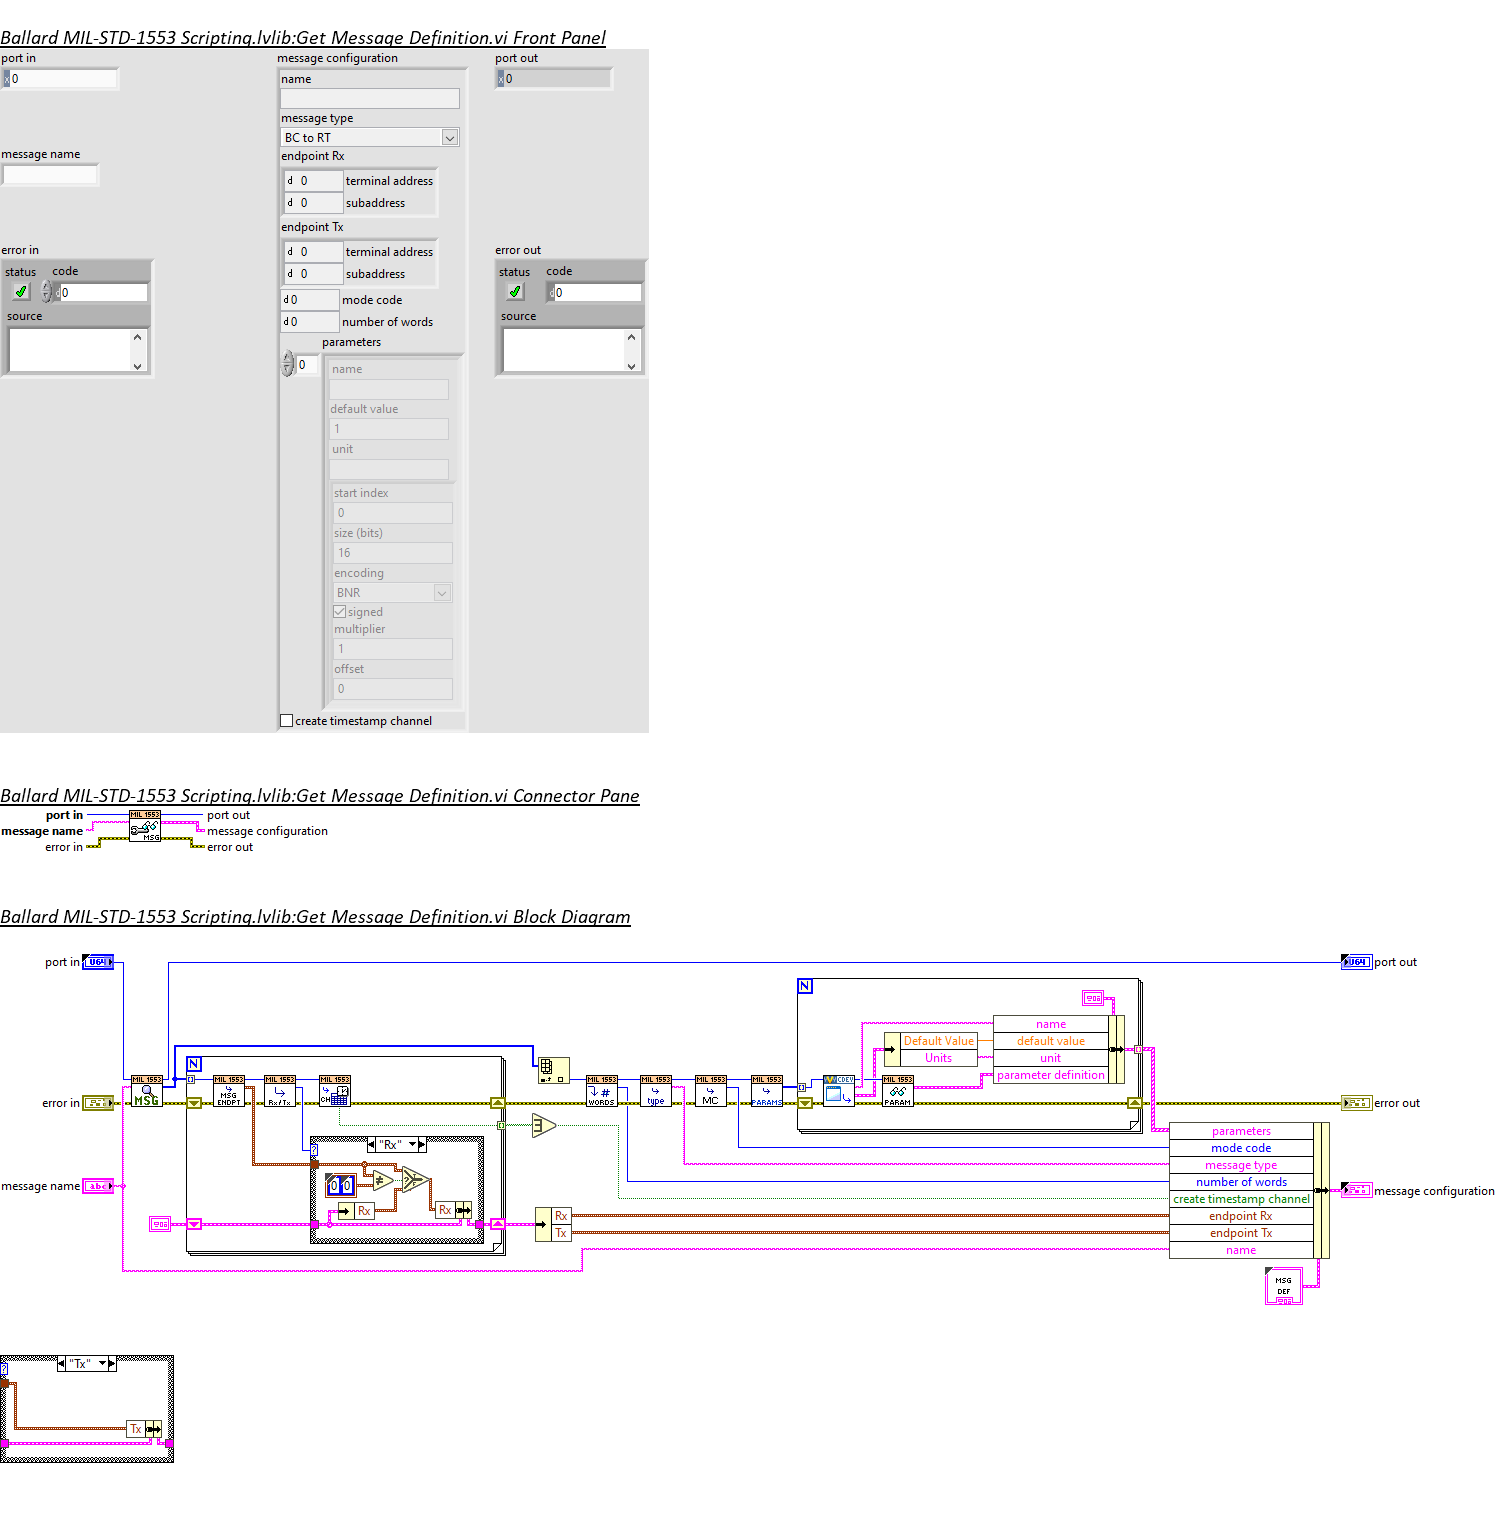 Ballard MIL-STD-1553 Scripting.lvlib:Get Message Definition.vi Front Panel
port in
x 0
message name
error in
status code
d 0
source
message configuration
name
message type
BC to RT
endpoint Rx
d 0 terminal address
d 0 subaddress
endpoint Tx
d 0 terminal address
d 0 subaddress
d 0 mode code
d 0 number of words
parameters
0
name
default value
1
unit
start index
0
size (bits)
16
encoding
BNR
signed
multiplier
1
offset
0
create timestamp channel
port out
x 0
error out
status code
d 0
source
Ballard MIL-STD-1553 Scripting.lvlib:Get Message Definition.vi Connector Pane
port in
message name
error in
MIL 1553
MSG
port out
message configuration
error out
Ballard MIL-STD-1553 Scripting.lvlib:Get Message Definition.vi Block Diagram
port in U64
U64 port out
N
name
Default Value default value
Units unit
parameter definition
N
MIL 1553 MSG
MIL 1553 MSG ENDPT
MIL 1553 Rx/Tx
MIL 1553 CH
MIL 1553 # WORDS
MIL 1553 type
MIL 1553 MC
MIL 1553 PARAMS
CDEV
MIL 1553 PARAM
error in
error out
parameters
"Rx"
mode code
message type
0 0
number of words
message name abc
message configuration
create timestamp channel
Rx Rx
Rx endpoint Rx
Tx endpoint Tx
name
MSG
DEF
"Tx"
Tx